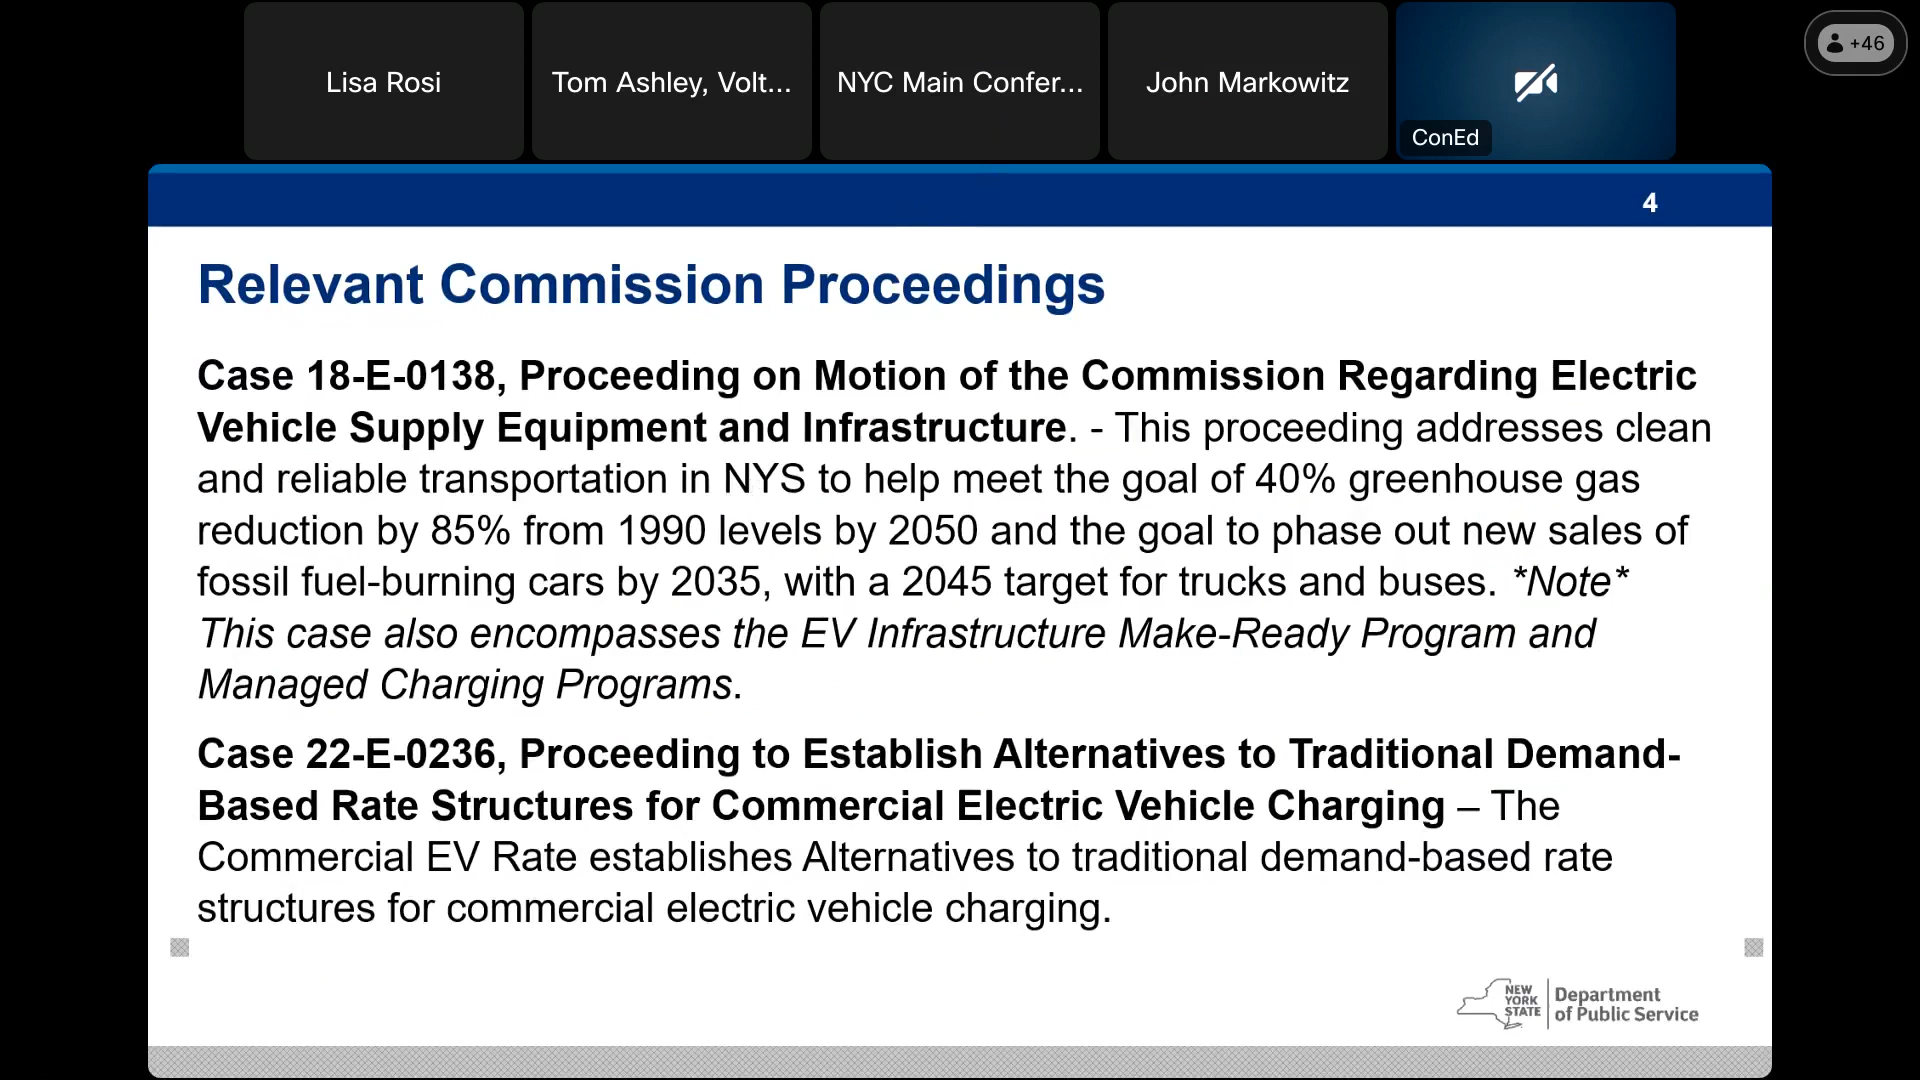 Lisa Rosi
Tom Ashley, Volt...
NYC Main Confer...
John Markowitz
+46
ConEd
4
Relevant Commission Proceedings
Case 18-E-0138, Proceeding on Motion of the Commission Regarding Electric
Vehicle Supply Equipment and Infrastructure. - This proceeding addresses clean
and reliable transportation in NYS to help meet the goal of 40% greenhouse gas
reduction by 85% from 1990 levels by 2050 and the goal to phase out new sales of
fossil fuel-burning cars by 2035, with a 2045 target for trucks and buses. *Note*
This case also encompasses the EV Infrastructure Make-Ready Program and
Managed Charging Programs.
Case 22-E-0236, Proceeding to Establish Alternatives to Traditional Demand-
Based Rate Structures for Commercial Electric Vehicle Charging – The
Commercial EV Rate establishes Alternatives to traditional demand-based rate
structures for commercial electric vehicle charging.
NEW
YORK
STATE
Department
of Public Service